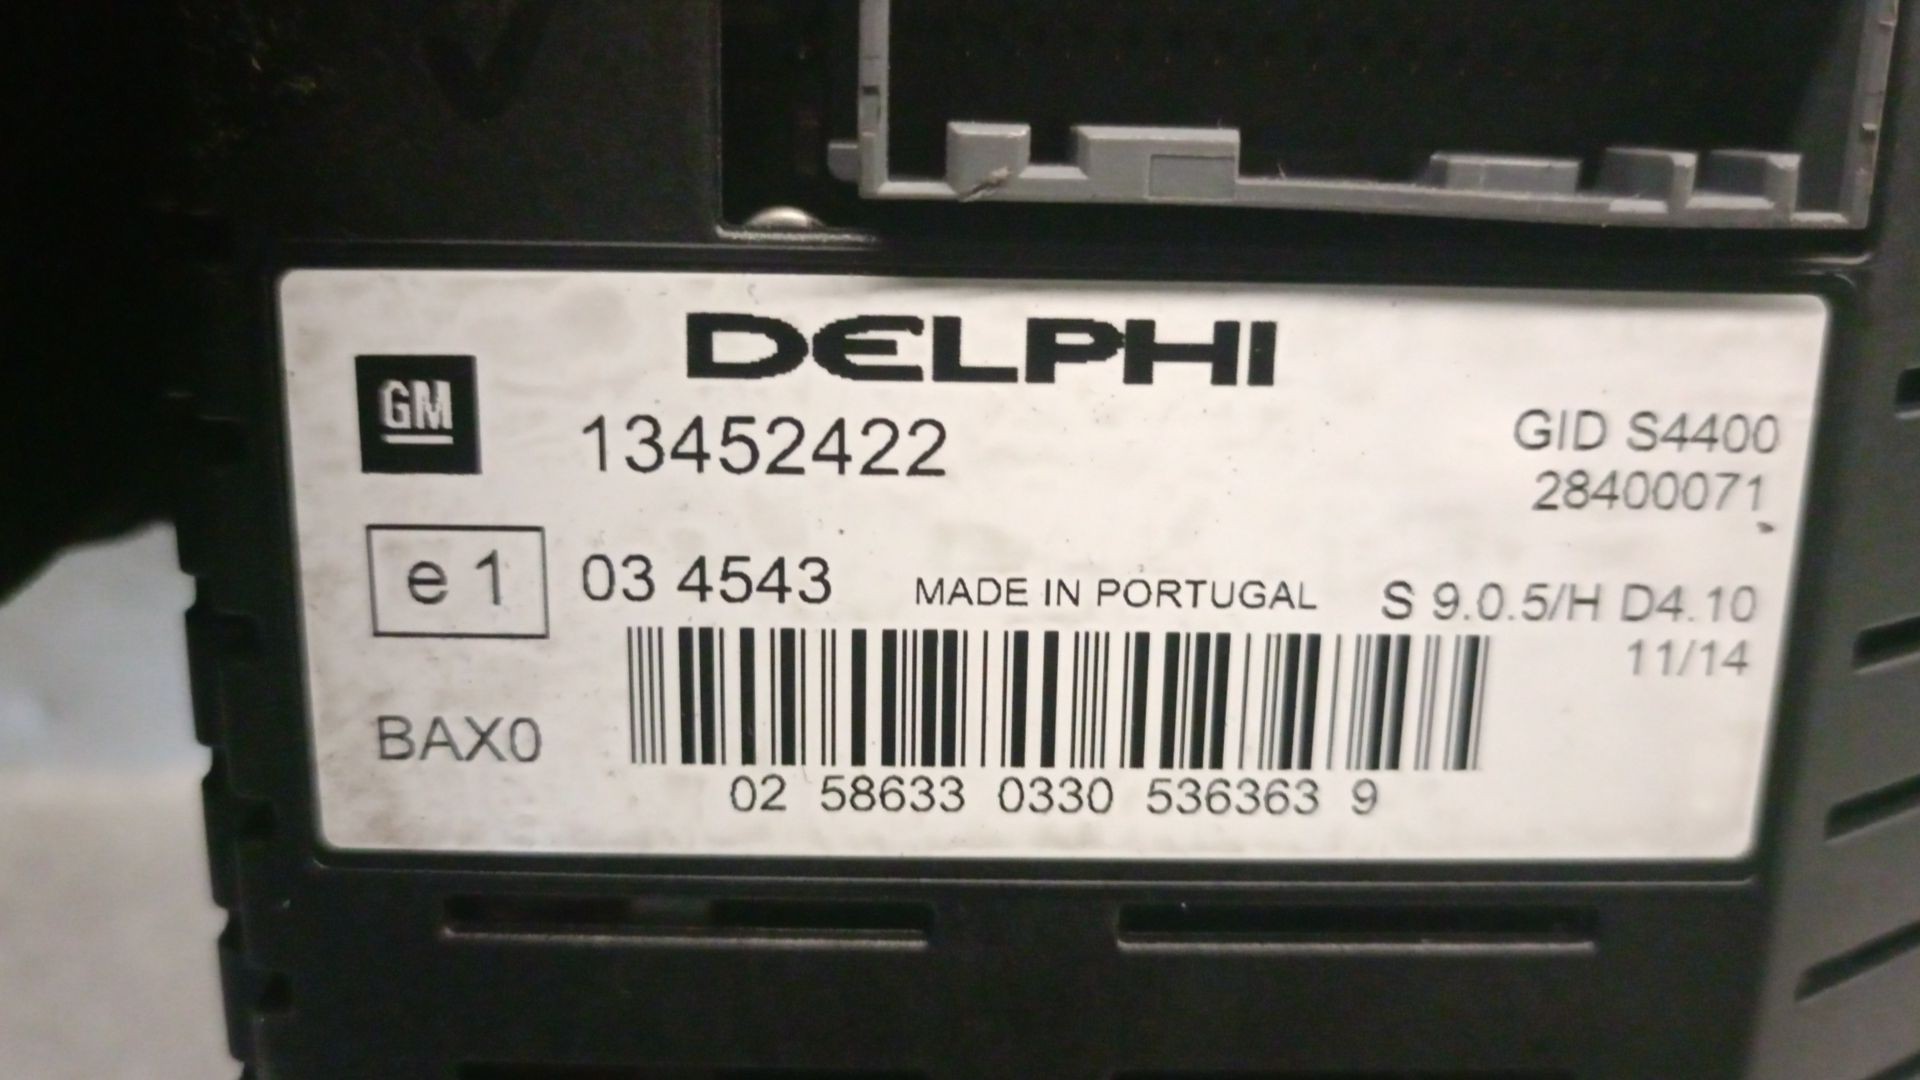 DELPHI
GM
13452422
GID S4400
28400071
e1
03 4543
MADE IN PORTUGAL
S 9.0.5/H D4.10
11/14
BAX0
02 58633 0330 536363 9